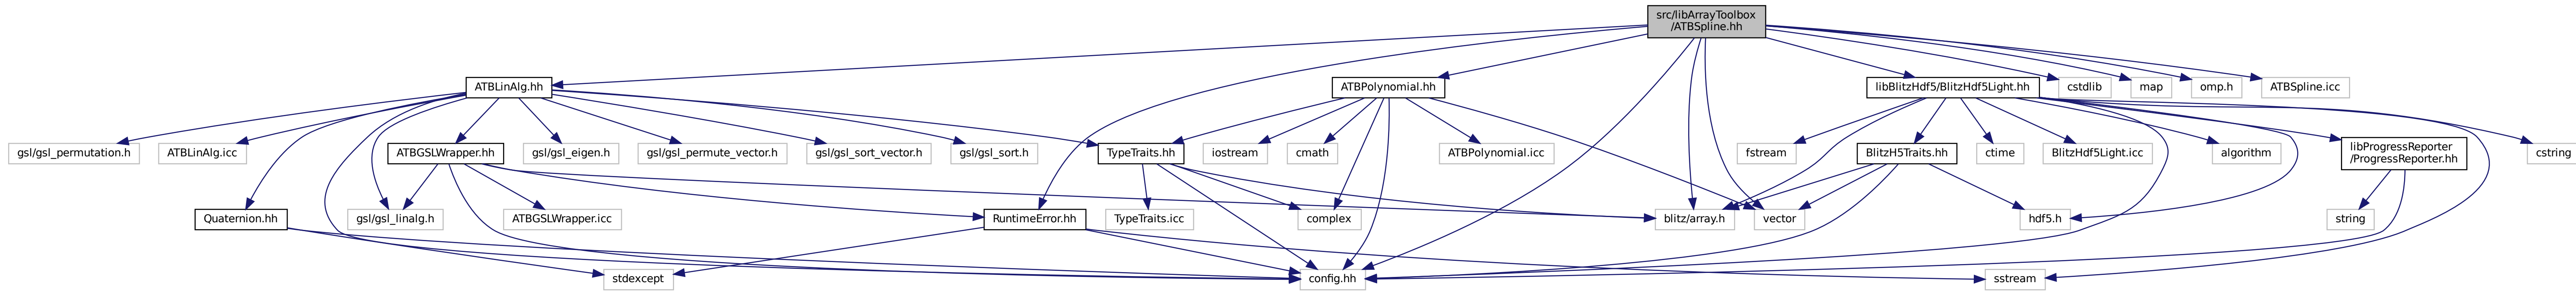 src/libArrayToolbox
/ATBSpline.hh
ATBLinAlg.hh
ATBPolynomial.hh
libBlitzHdf5/BlitzHdf5Light.hh
cstdlib
map
omp.h
ATBSpline.icc
gsl/gsl_permutation.h
ATBLinAlg.icc
ATBGSLWrapper.hh
gsl/gsl_eigen.h
gsl/gsl_permute_vector.h
gsl/gsl_sort_vector.h
gsl/gsl_sort.h
TypeTraits.hh
iostream
cmath
ATBPolynomial.icc
fstream
BlitzH5Traits.hh
ctime
BlitzHdf5Light.icc
algorithm
libProgressReporter
/ProgressReporter.hh
cstring
Quaternion.hh
gsl/gsl_linalg.h
ATBGSLWrapper.icc
RuntimeError.hh
TypeTraits.icc
complex
blitz/array.h
vector
hdf5.h
string
stdexcept
config.hh
sstream